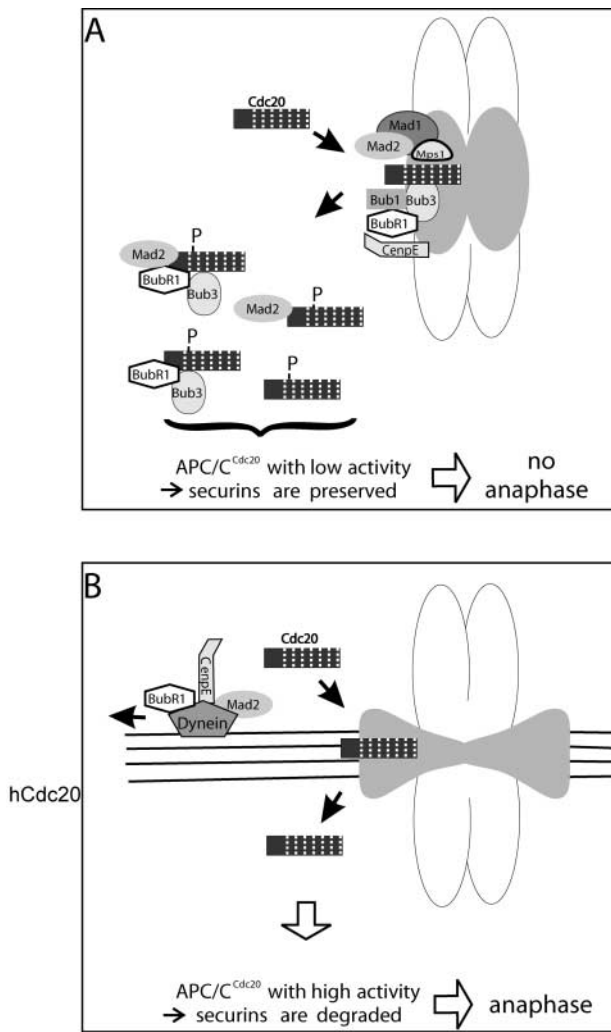 A
Cdc20
Mad1
Mad2
Mps1
Bub1
Bub3
BubR1
CenpE
P
Mad2
BubR1
Bub3
P
Mad2
P
BubR1
Bub3
P
APC/C^Cdc20 with low activity
→ securins are preserved
no
anaphase
B
Cdc20
CenpE
BubR1
Mad2
Dynein
hCdc20
APC/C^Cdc20 with high activity
→ securins are degraded
anaphase